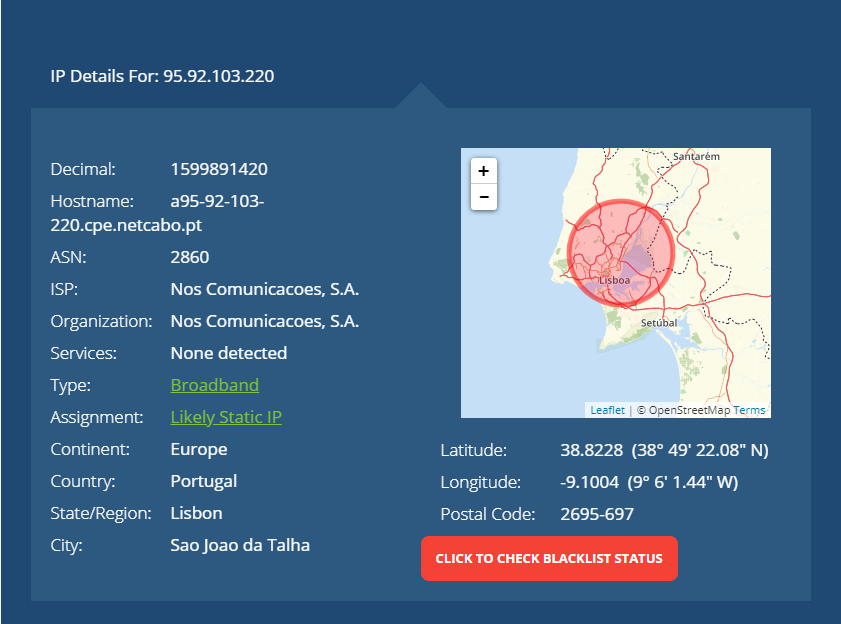 IP Details For: 95.92.103.220
Decimal: 1599891420
Hostname: a95-92-103-
220.cpe.netcabo.pt
ASN: 2860
ISP: Nos Comunicacoes, S.A.
Organization: Nos Comunicacoes, S.A.
Services: None detected
Type: Broadband
Assignment: Likely Static IP
Continent: Europe
Country: Portugal
State/Region: Lisbon
City: Sao Joao da Talha
+
−
Santarém
Lisboa
Setúbal
Leaflet | © OpenStreetMap Terms
Latitude: 38.8228 (38° 49' 22.08" N)
Longitude: -9.1004 (9° 6' 1.44" W)
Postal Code: 2695-697
CLICK TO CHECK BLACKLIST STATUS